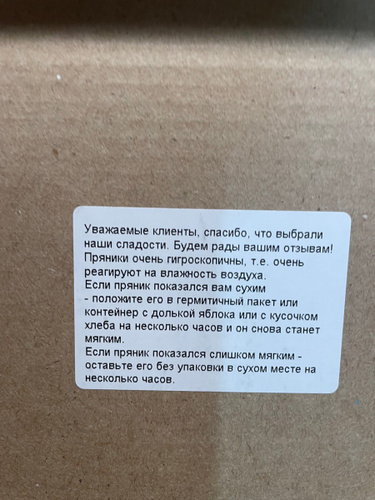 Уважаемые клиенты, спасибо, что выбрали
наши сладости. Будем рады вашим отзывам!
Пряники очень гигроскопичны, т.е. очень
реагируют на влажность воздуха.
Если пряник показался вам сухим
- положите его в гермитичный пакет или
контейнер с долькой яблока или с кусочком
хлеба на несколько часов и он снова станет
мягким.
Если пряник показался слишком мягким -
оставьте его без упаковки в сухом месте на
несколько часов.